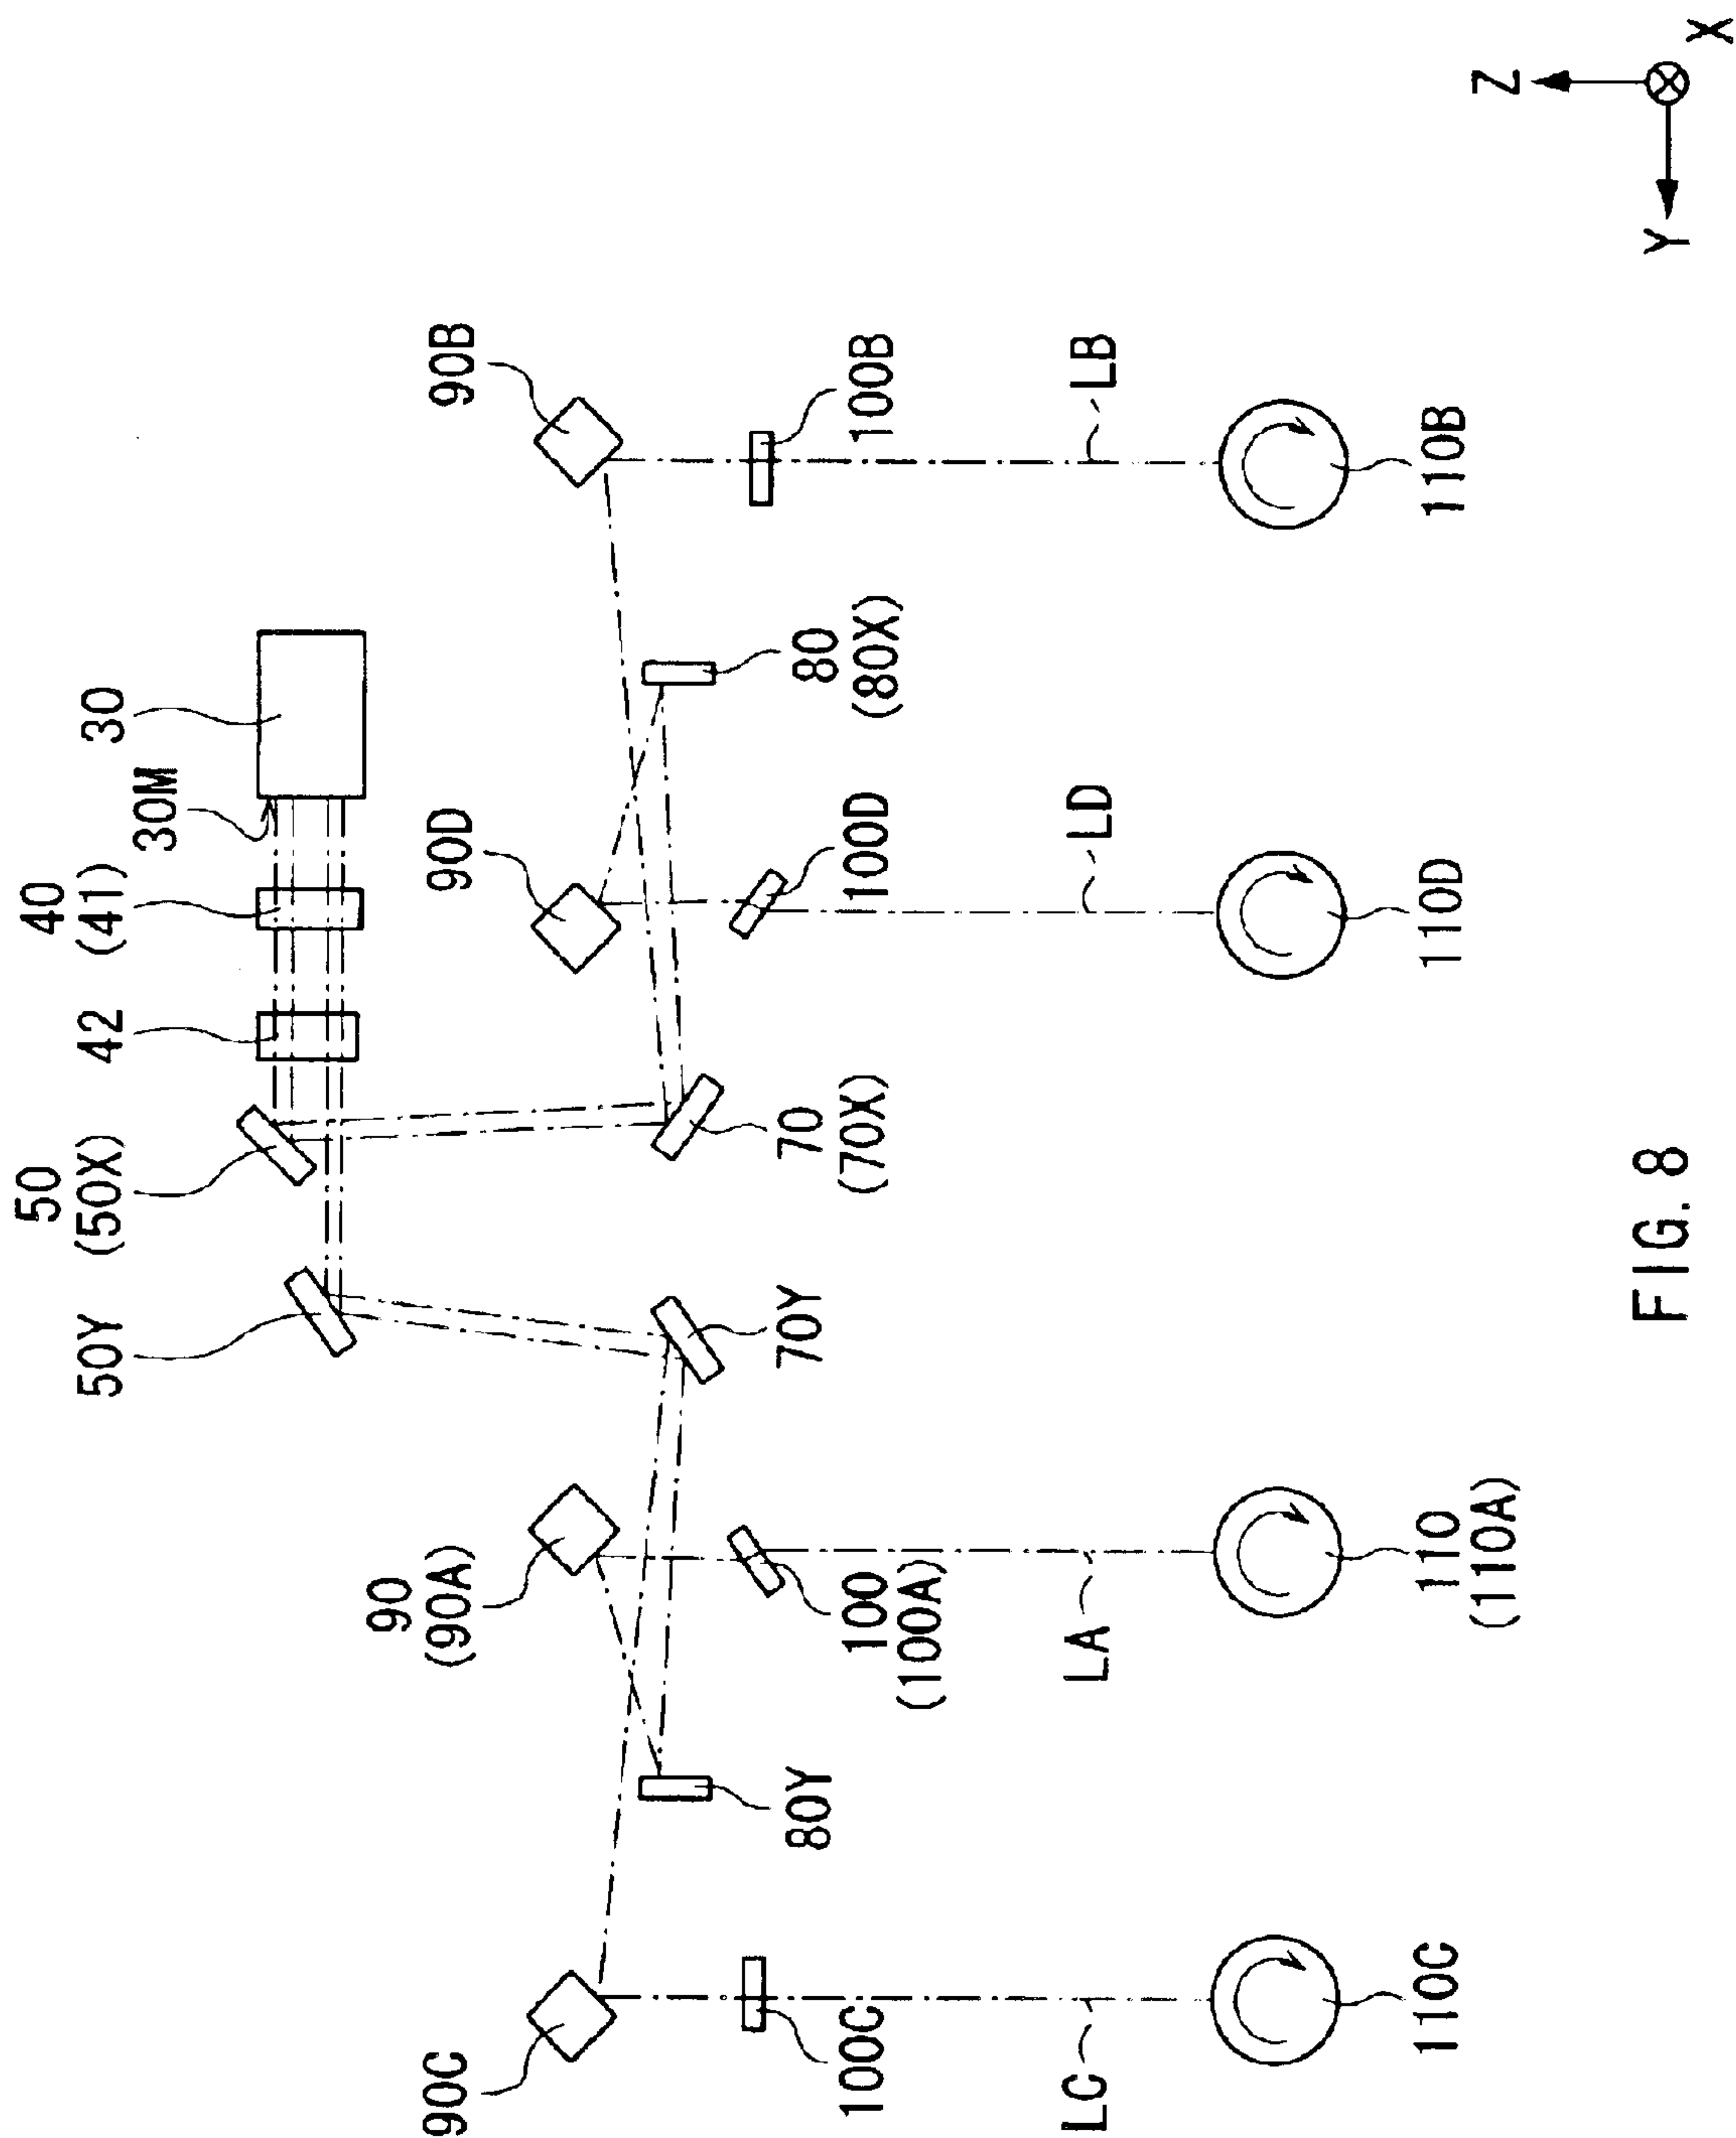 50
(50X)
40
(41)
50Y
42
30M
30
90
(90A)
90C
90D
90B
80Y
70Y
70
(70X)
80
(80X)
100C
100
(100A)
100D
100B
LC
LA
LD
LB
110C
110
(110A)
110D
110B
Z
Y
X
FIG. 8